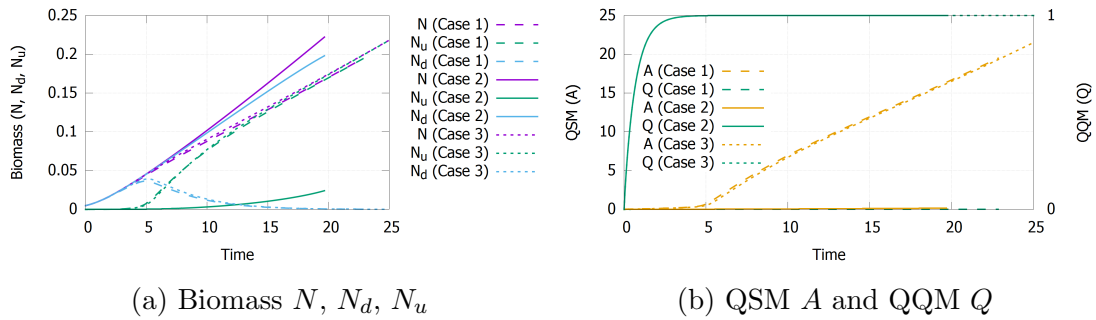 Biomass (N, Nd, Nu)
0.25
0.2
0.15
0.1
0.05
0
0 5 10 15 20 25
Time
N (Case 1)
Nu (Case 1)
Nd (Case 1)
N (Case 2)
Nu (Case 2)
Nd (Case 2)
N (Case 3)
Nu (Case 3)
Nd (Case 3)
(a) Biomass N, Nd, Nu
QSM (A)
25
20
15
10
5
0
0 5 10 15 20 25
Time
A (Case 1)
Q (Case 1)
A (Case 2)
Q (Case 2)
A (Case 3)
Q (Case 3)
1
0
QQM (Q)
(b) QSM A and QQM Q